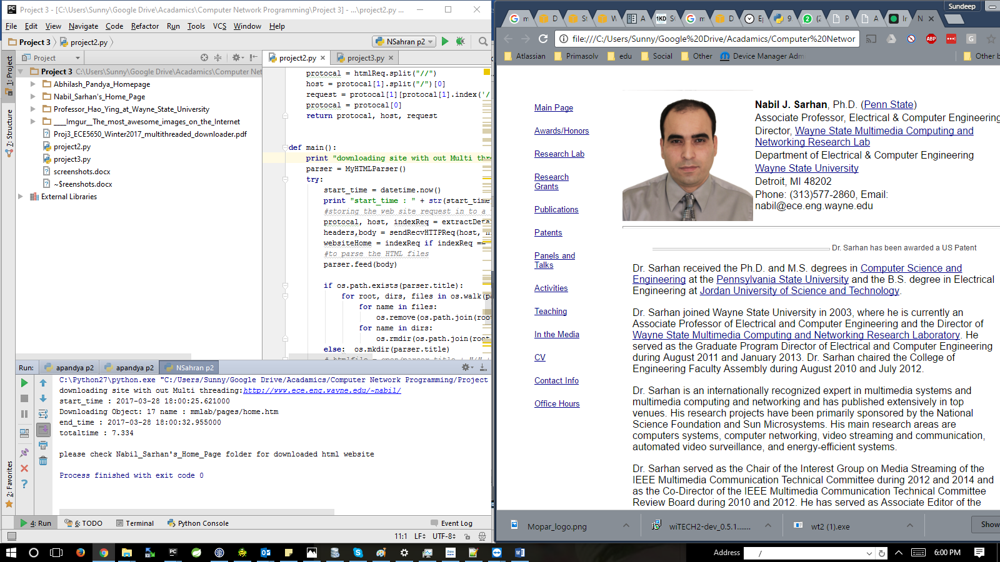 Project 3 - [C:\Users\Sunny\Google Drive\Acadamics\Computer Network Programming\Project 3] - ...\project2.py ...
File Edit View Navigate Code Refactor Run Tools VCS Window Help
Project 3 project2.py
NSahran p2
1: Project
7: Structure
2: Favorites
Project
Project 3 C:\Users\Sunny\Google Drive\Acadamics\Computer Net
Abhilash_Pandya_Homepage
Nabil_Sarhan's_Home_Page
Professor_Hao_Ying_at_Wayne_State_University
___Imgur__The_most_awesome_images_on_the_Internet
Proj3_ECE5650_Winter2017_multithreaded_downloader.pdf
project2.py
project3.py
screenshots.docx
~$reenshots.docx
External Libraries
project2.py project3.py
protocal = htmlReq.split("//")
host = protocal[1].split("/")[0]
request = protocal[1][protocal[1].index('/
protocal = protocal[0]
return protocal, host, request
def main():
print "downloading site with out Multi thr
parser = MyHTMLParser()
try:
start_time = datetime.now()
print "start_time : " + str(start_time
#storing the web site request in to a
protocal, host, indexReq = extractDeta
headers,body = sendRecvHTTPReq(host,
websiteHome = indexReq if indexReq ==
#to parse the HTML files
parser.feed(body)
if os.path.exists(parser.title):
for root, dirs, files in os.walk(pa
for name in files:
os.remove(os.path.join(roo
for name in dirs:
os.rmdir(os.path.join(root
else: os.mkdir(parser.title)
Run: apandya p2 apandya p2 NSahran p2
C:\Python27\python.exe "C:/Users/Sunny/Google Drive/Acadamics/Computer Network Programming/Project
downloading site with out Multi threading:http://www.ece.eng.wayne.edu/~nabil/
start_time : 2017-03-28 18:00:25.621000
Downloading Object: 17 name : mmlab/pages/home.htm
end_time : 2017-03-28 18:00:32.955000
totaltime : 7.334
please check Nabil_Sarhan's_Home_Page folder for downloaded html website
Process finished with exit code 0
4: Run 6: TODO Terminal Python Console Event Log
11:1 LF UTF-8
Sundeep
m D St W A 1KD S m D Ej 9 (2 P A Ir N
file:///C:/Users/Sunny/Google%20Drive/Acadamics/Computer%20Networ
ABP
G
Atlassian Primasolv edu Social Other Device Manager Adm Other b
Main Page
Awards/Honors
Research Lab
Research
Grants
Publications
Patents
Panels and
Talks
Activities
Teaching
In the Media
CV
Contact Info
Office Hours
Nabil J. Sarhan, Ph.D. (Penn State)
Associate Professor, Electrical & Computer Engineering
Director, Wayne State Multimedia Computing and
Networking Research Lab
Department of Electrical & Computer Engineering
Wayne State University
Detroit, MI 48202
Phone: (313)577-2860, Email:
nabil@ece.eng.wayne.edu
Dr. Sarhan has been awarded a US Patent
Dr. Sarhan received the Ph.D. and M.S. degrees in Computer Science and
Engineering at the Pennsylvania State University and the B.S. degree in Electrical
Engineering at Jordan University of Science and Technology.
Dr. Sarhan joined Wayne State University in 2003, where he is currently an
Associate Professor of Electrical and Computer Engineering and the Director of
Wayne State Multimedia Computing and Networking Research Laboratory. He
served as the Graduate Program Director of Electrical and Computer Engineering
during August 2011 and January 2013. Dr. Sarhan chaired the College of
Engineering Faculty Assembly during August 2010 and July 2012.
Dr. Sarhan is an internationally recognized expert in multimedia systems and
multimedia computing and networking and has published extensively in top
venues. His research projects have been primarily sponsored by the National
Science Foundation and Sun Microsystems. His main research areas are
computers systems, computer networking, video streaming and communication,
automated video surveillance, and energy-efficient systems.
Dr. Sarhan served as the Chair of the Interest Group on Media Streaming of the
IEEE Multimedia Communication Technical Committee during 2012 and 2014 and
as the Co-Director of the IEEE Multimedia Communication Technical Committee
Review Board during 2010 and 2012. He has served as Associate Editor of the
Mopar_logo.png wiTECH2-dev_0.5.1....... wt2 (1).exe Show
Address / 6:00 PM